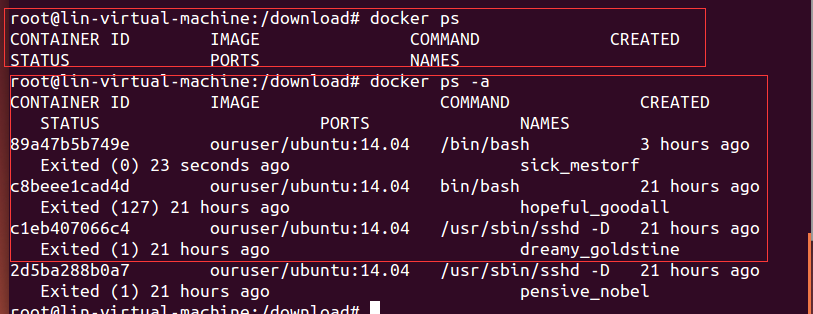 root@lin-virtual-machine:/download# docker ps
CONTAINER ID        IMAGE               COMMAND             CREATED
STATUS              PORTS               NAMES
root@lin-virtual-machine:/download# docker ps -a
CONTAINER ID        IMAGE                  COMMAND             CREATED
   STATUS                      PORTS               NAMES
89a47b5b749e        ouruser/ubuntu:14.04   /bin/bash           3 hours ago
   Exited (0) 23 seconds ago                       sick_mestorf
c8beee1cad4d        ouruser/ubuntu:14.04   bin/bash            21 hours ago
   Exited (127) 21 hours ago                       hopeful_goodall
c1eb407066c4        ouruser/ubuntu:14.04   /usr/sbin/sshd -D   21 hours ago
   Exited (1) 21 hours ago                         dreamy_goldstine
2d5ba288b0a7        ouruser/ubuntu:14.04   /usr/sbin/sshd -D   21 hours ago
   Exited (1) 21 hours ago                         pensive_nobel
root@lin-virtual-machine:/download#